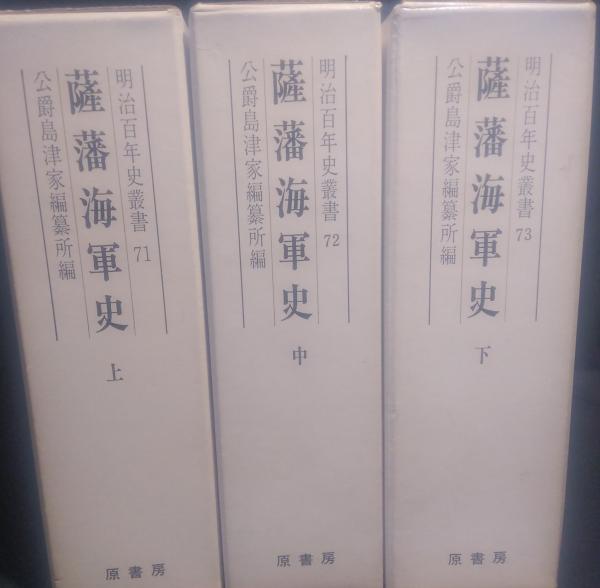 明治百年史叢書 71
薩藩海軍史
公爵島津家編纂所編
上
原書房
明治百年史叢書 72
薩藩海軍史
公爵島津家編纂所編
中
原書房
明治百年史叢書 73
薩藩海軍史
公爵島津家編纂所編
下
原書房